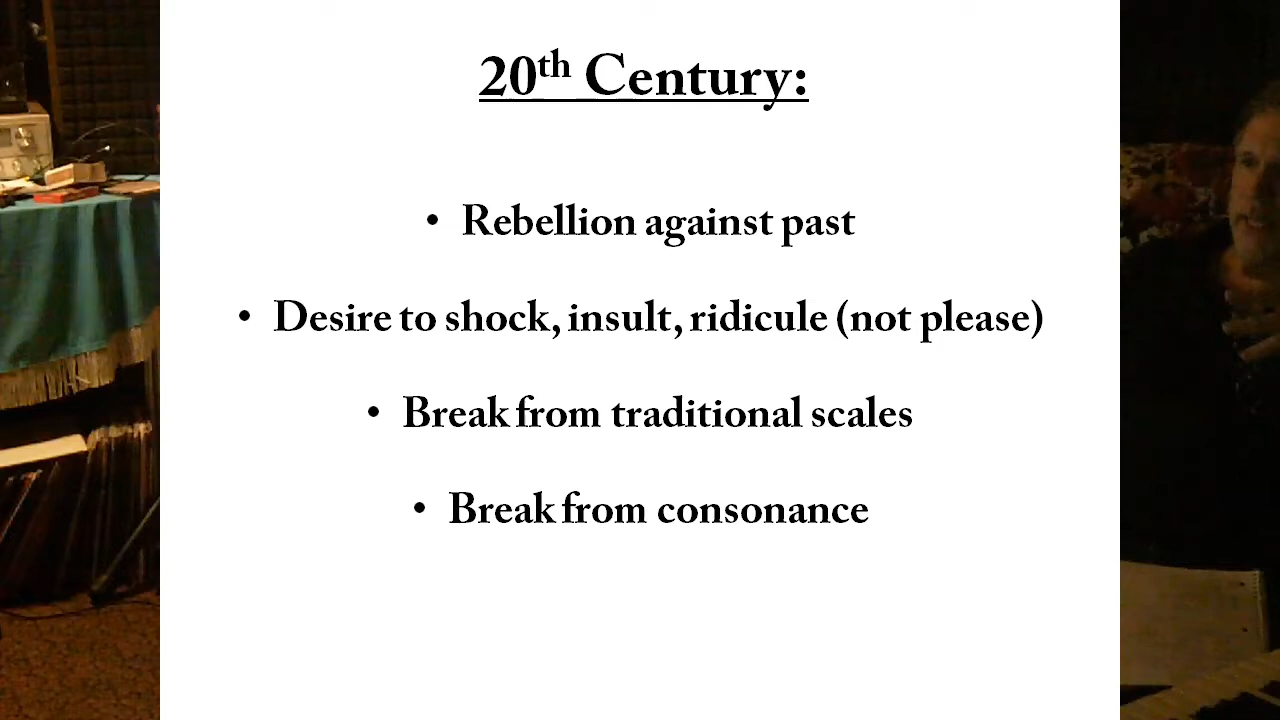 20th Century:
• Rebellion against past
• Desire to shock, insult, ridicule (not please)
• Break from traditional scales
• Break from consonance